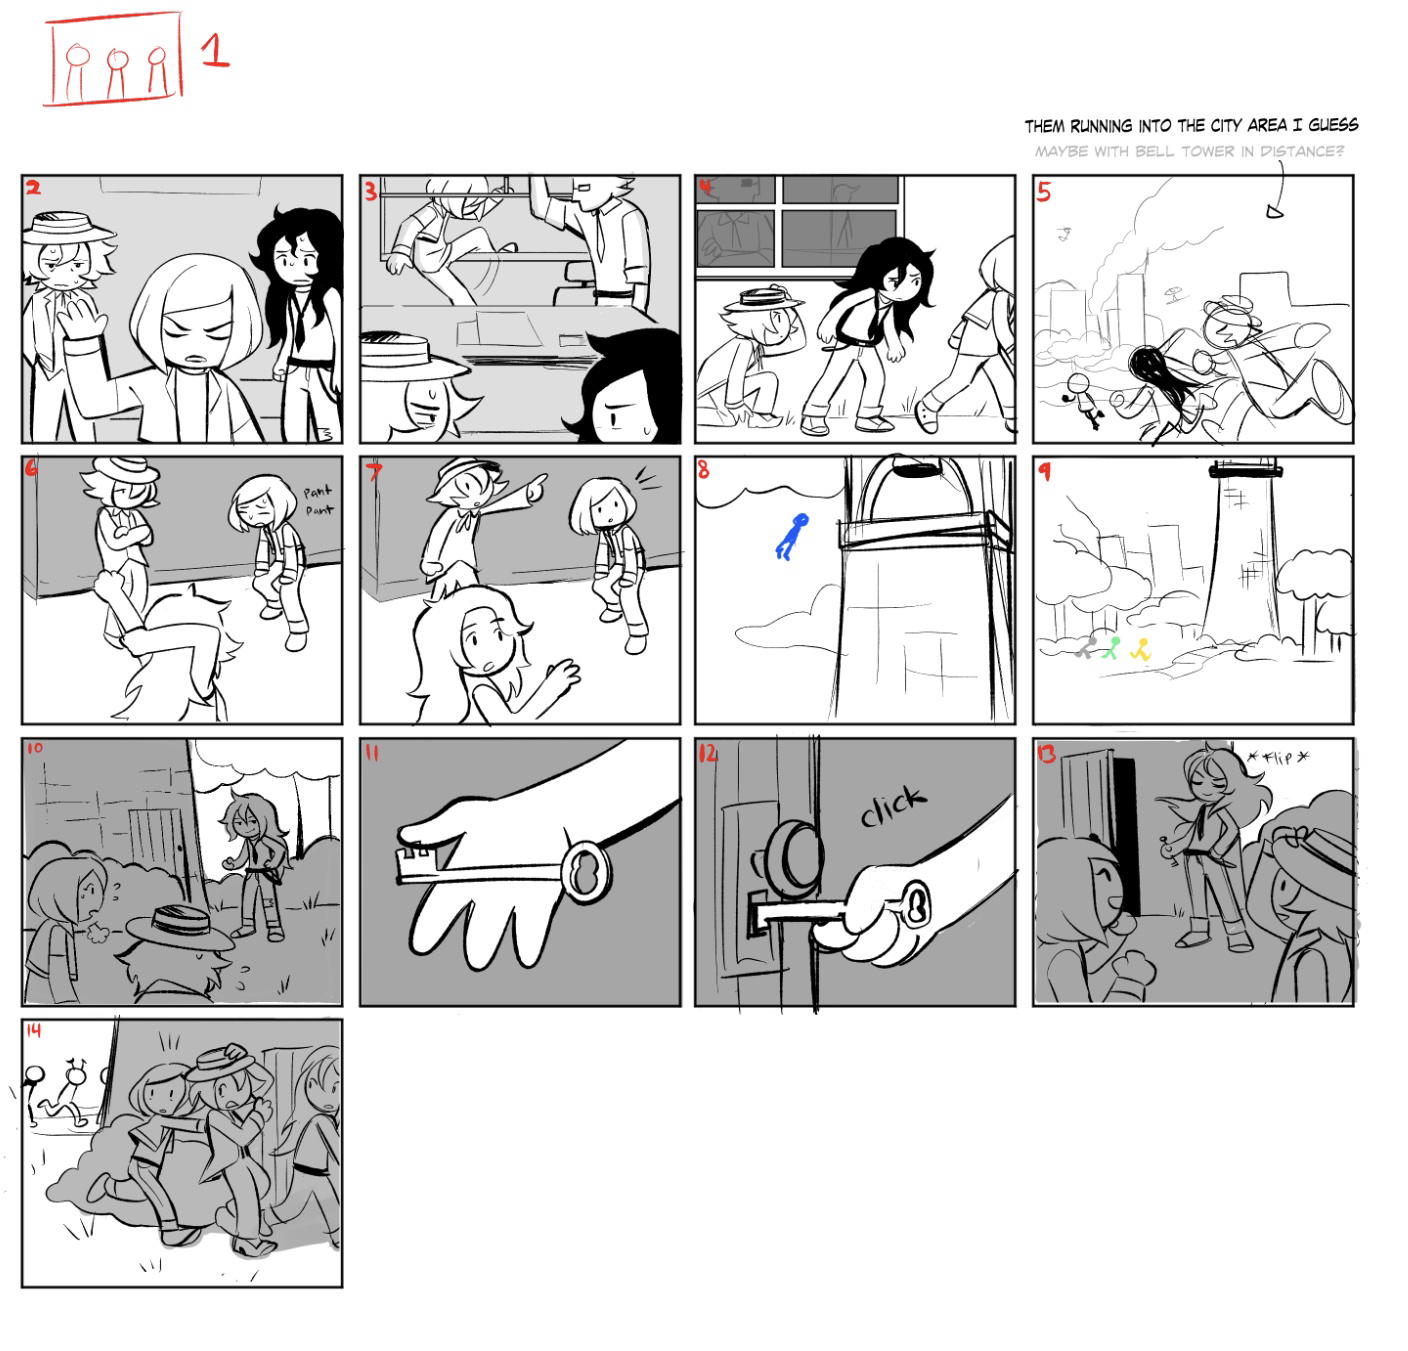 1
THEM RUNNING INTO THE CITY AREA I GUESS
MAYBE WITH BELL TOWER IN DISTANCE?
2
3
4
5
6
Pant
Pant
7
8
9
10
11
12
click
13
**Flip*
14